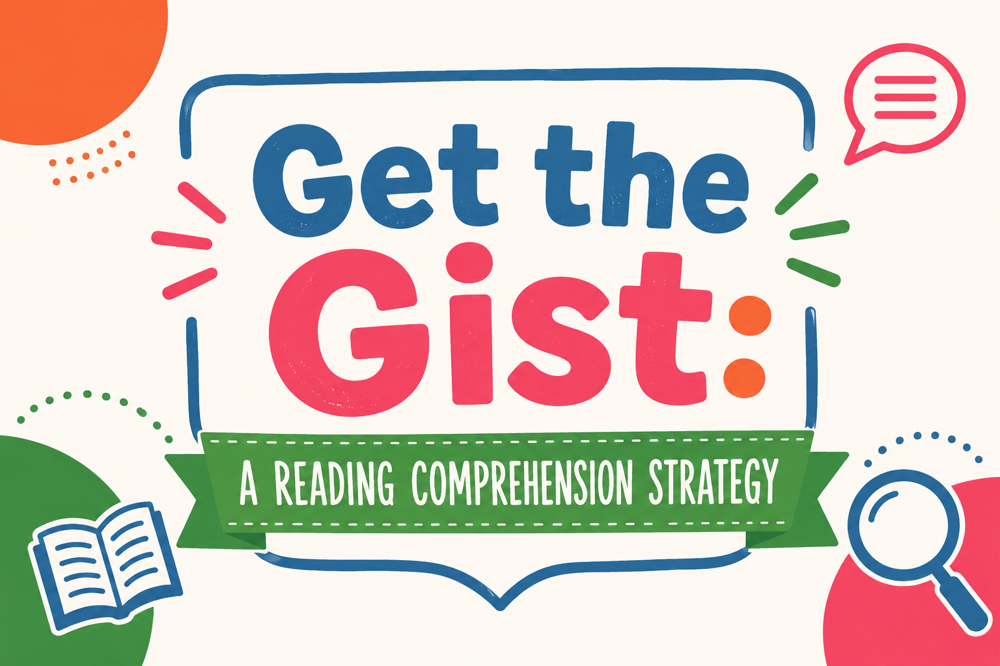 Get the
Gist:
A READING COMPREHENSION STRATEGY